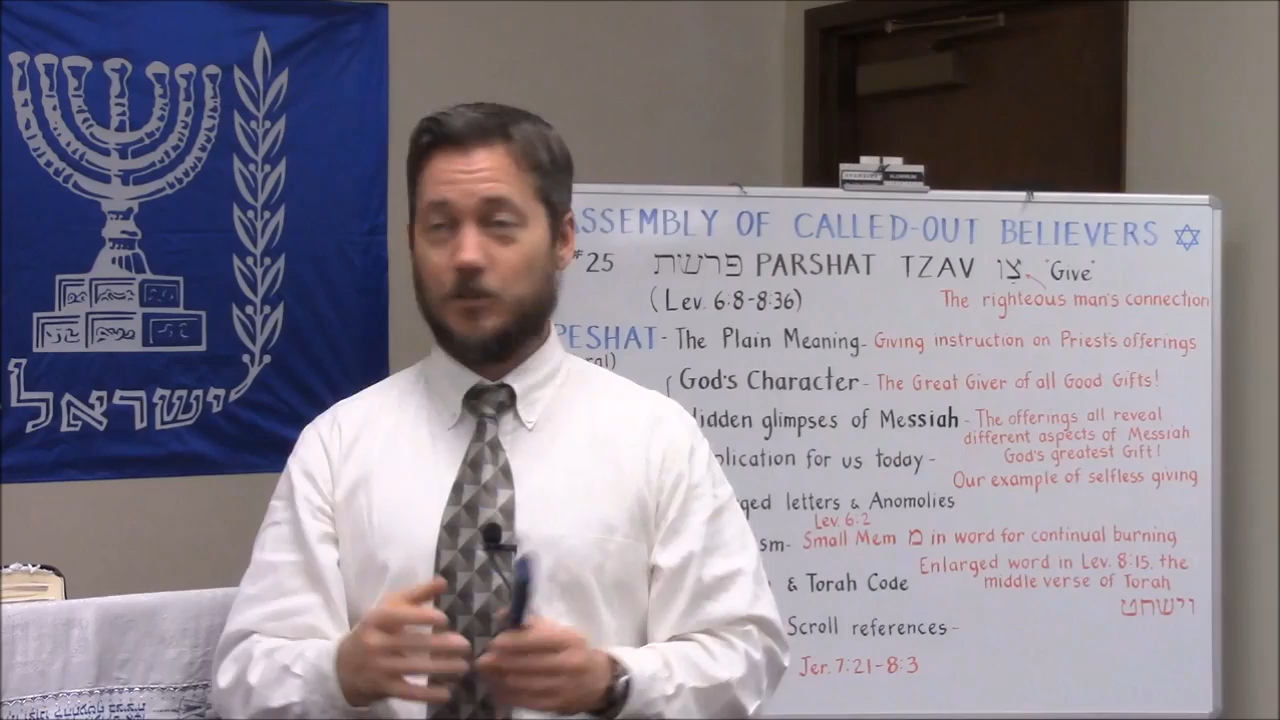 ישראל
ASSEMBLY OF CALLED-OUT BELIEVERS
#25 פרשת PARSHAT TZAV צַו "Give"
(Lev. 6:8-8:36)
The righteous man's connection
PESHAT - The Plain Meaning - Giving instruction on Priest's offerings
God's Character - The Great Giver of all Good Gifts!
Hidden glimpses of Messiah - The offerings all reveal
different aspects of Messiah
God's greatest Gift!
plication for us today -
Our example of selfless giving
ged letters & Anomolies
Lev. 6:2
sm- Small Mem מ in word for continual burning
Enlarged word in Lev. 8:15, the
middle verse of Torah
& Torah Code
וישחט
Scroll references -
Jer. 7:21-8:3